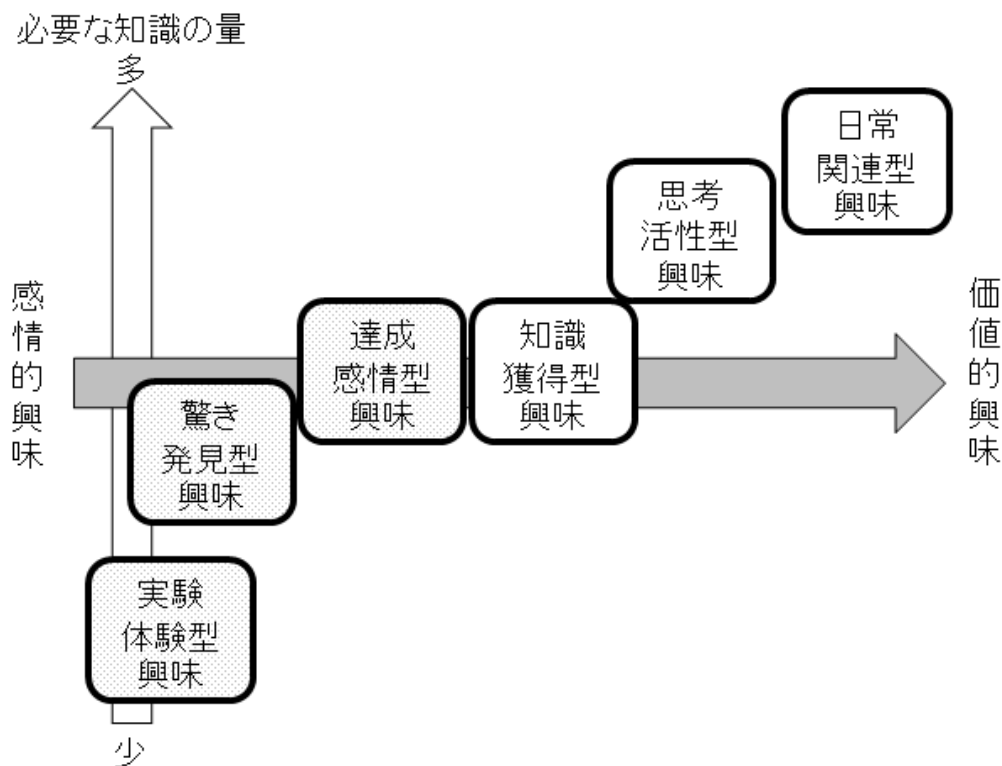 必要な知識の量
多
日常
関連型
興味
思考
活性型
興味
感情的興味
価値的興味
達成
感情型
興味
知識
獲得型
興味
驚き
発見型
興味
実験
体験型
興味
少